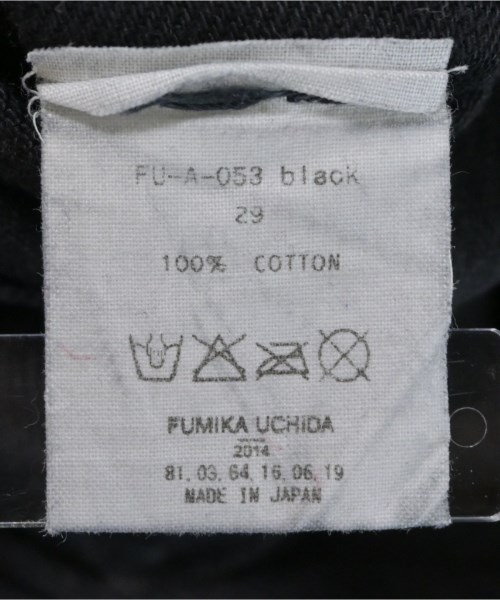 FU-A-053 black
29
100% COTTON
FUMIKA UCHIDA
2014
81. 03. 64. 16. 06. 19
MADE IN JAPAN